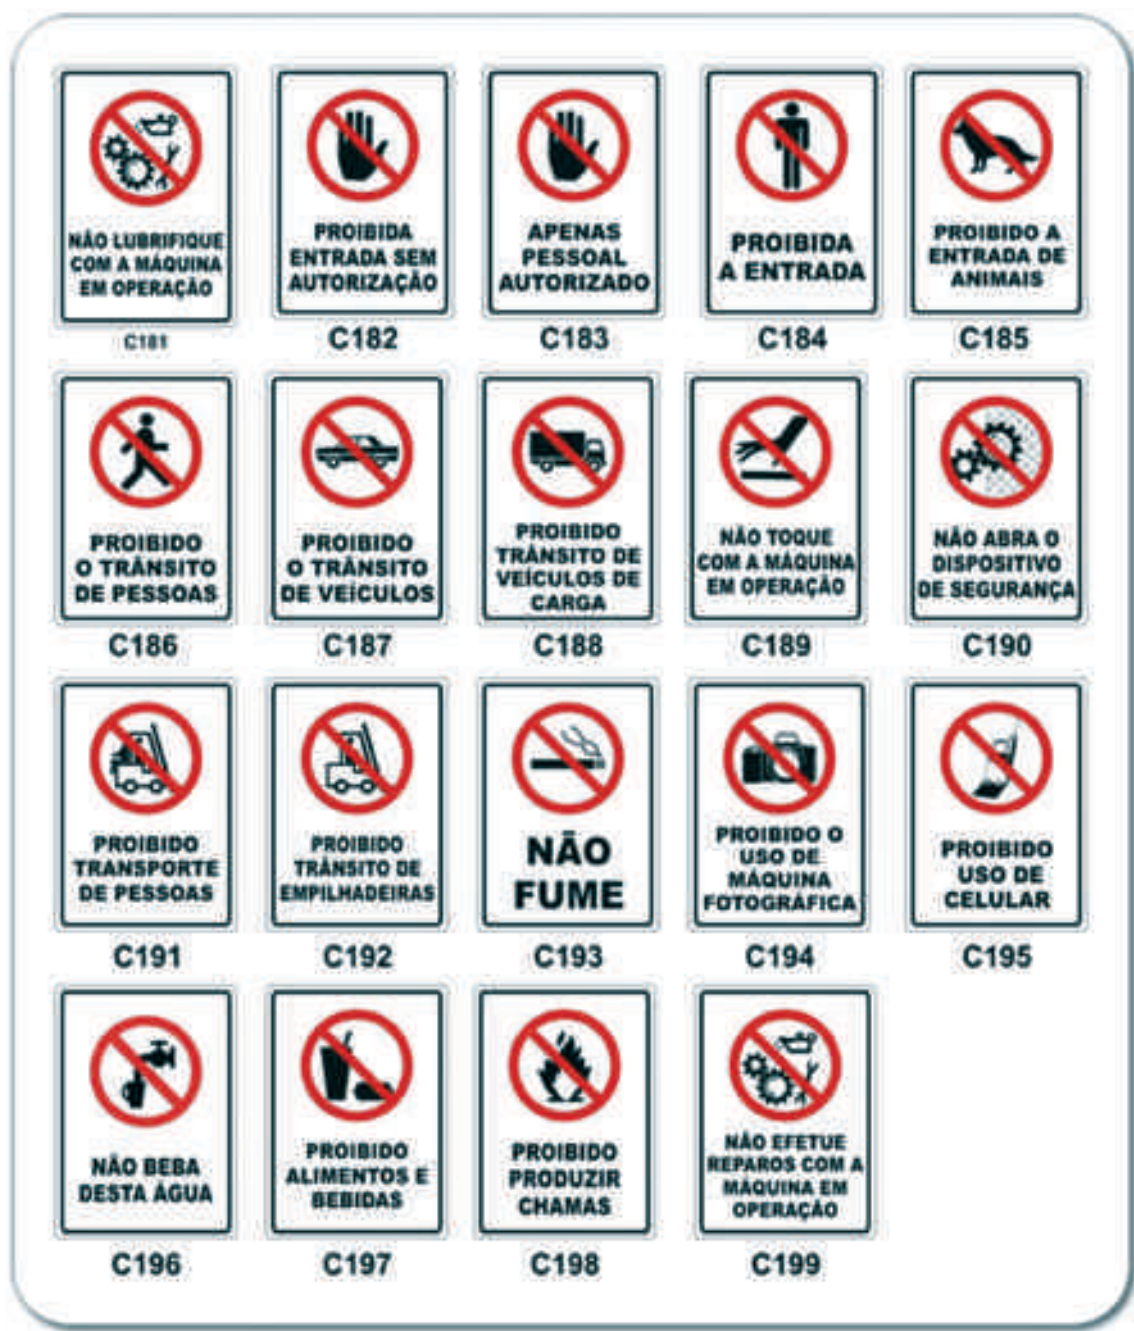 NÃO LUBRIFIQUE
COM A MÁQUINA
EM OPERAÇÃO
C181
PROIBIDA
ENTRADA SEM
AUTORIZAÇÃO
C182
APENAS
PESSOAL
AUTORIZADO
C183
PROIBIDA
A ENTRADA
C184
PROIBIDO A
ENTRADA DE
ANIMAIS
C185
PROIBIDO
O TRÂNSITO
DE PESSOAS
C186
PROIBIDO
O TRÂNSITO
DE VEÍCULOS
C187
PROIBIDO
TRÂNSITO DE
VEÍCULOS DE
CARGA
C188
NÃO TOQUE
COM A MÁQUINA
EM OPERAÇÃO
C189
NÃO ABRA O
DISPOSITIVO
DE SEGURANÇA
C190
PROIBIDO
TRANSPORTE
DE PESSOAS
C191
PROIBIDO
TRÂNSITO DE
EMPILHADEIRAS
C192
NÃO
FUME
C193
PROIBIDO O
USO DE
MÁQUINA
FOTOGRÁFICA
C194
PROIBIDO
USO DE
CELULAR
C195
NÃO BEBA
DESTA ÁGUA
C196
PROIBIDO
ALIMENTOS E
BEBIDAS
C197
PROIBIDO
PRODUZIR
CHAMAS
C198
NÃO EFETUE
REPAROS COM A
MÁQUINA EM
OPERAÇÃO
C199